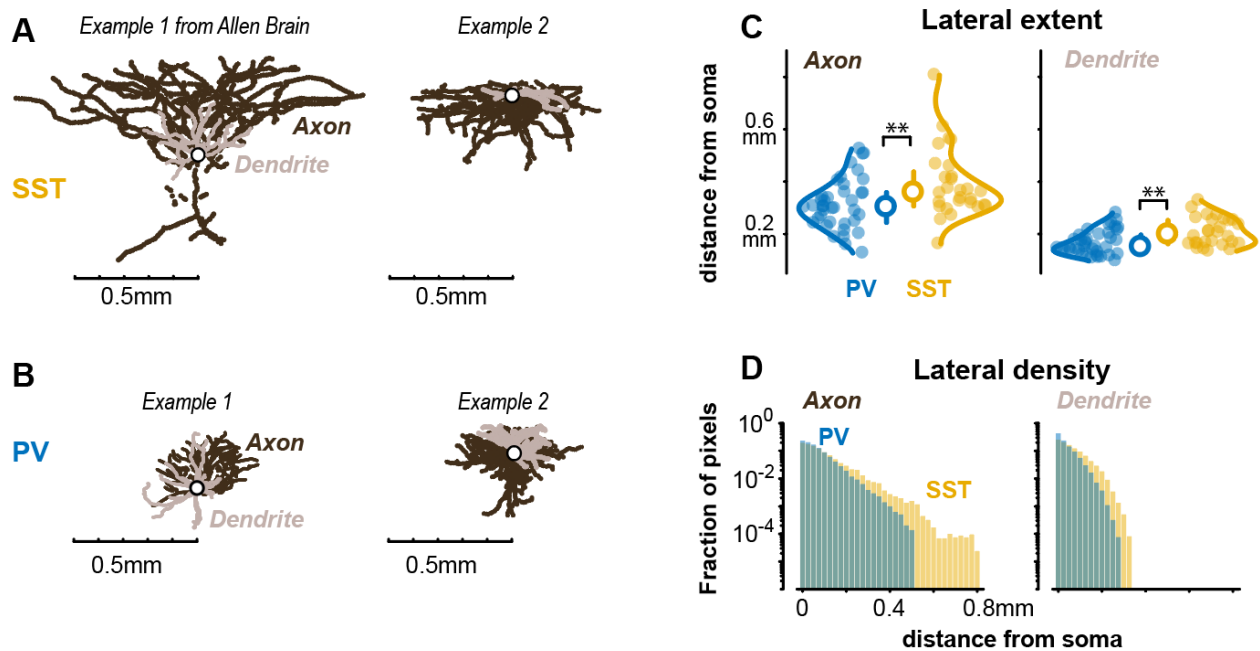 A
Example 1 from Allen Brain
Example 2
Axon
Dendrite
SST
0.5mm
0.5mm
B
Example 1
Example 2
PV
Axon
Dendrite
0.5mm
0.5mm
C
Lateral extent
Axon
Dendrite
distance from soma
0.6
mm
0.2
mm
**
**
PV
SST
D
Lateral density
Axon
Dendrite
Fraction of pixels
10⁰
10⁻²
10⁻⁴
PV
SST
0
0.4
0.8mm
distance from soma